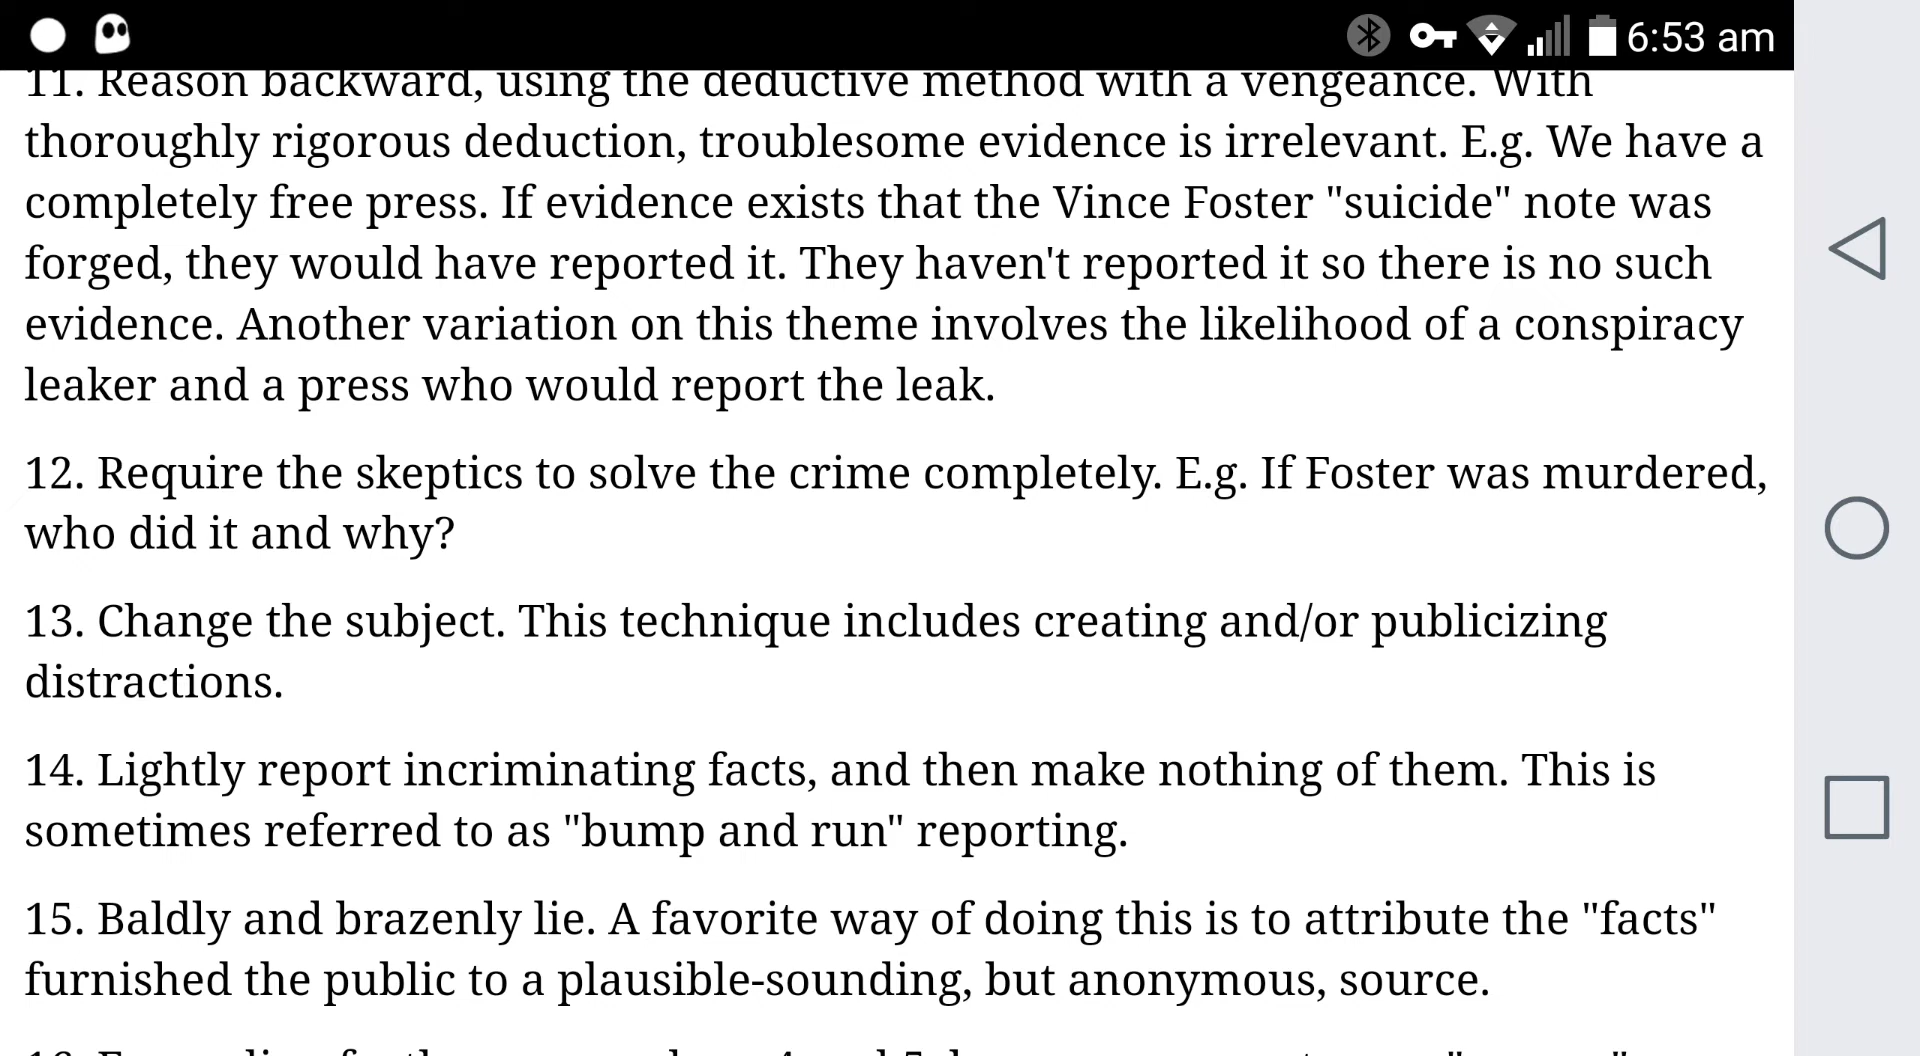 6:53 am
11. Reason backward, using the deductive method with a vengeance. With
thoroughly rigorous deduction, troublesome evidence is irrelevant. E.g. We have a
completely free press. If evidence exists that the Vince Foster "suicide" note was
forged, they would have reported it. They haven't reported it so there is no such
evidence. Another variation on this theme involves the likelihood of a conspiracy
leaker and a press who would report the leak.
12. Require the skeptics to solve the crime completely. E.g. If Foster was murdered,
who did it and why?
13. Change the subject. This technique includes creating and/or publicizing
distractions.
14. Lightly report incriminating facts, and then make nothing of them. This is
sometimes referred to as "bump and run" reporting.
15. Baldly and brazenly lie. A favorite way of doing this is to attribute the "facts"
furnished the public to a plausible-sounding, but anonymous, source.